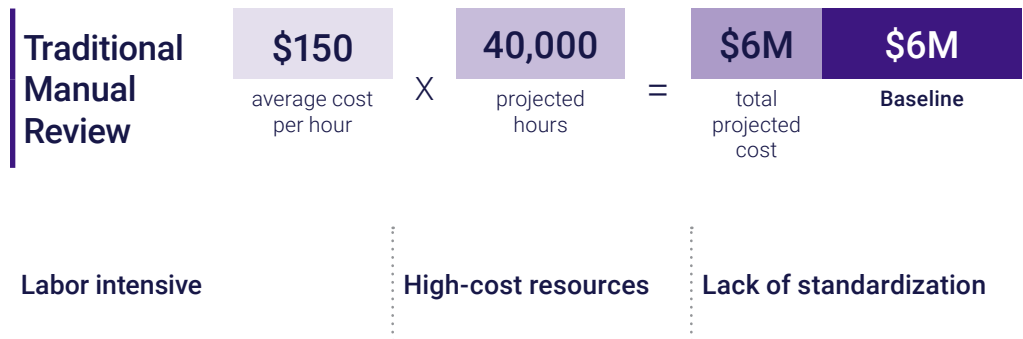 Traditional
Manual
Review
$150
average cost
per hour
X
40,000
projected
hours
=
$6M
total
projected
cost
$6M
Baseline
Labor intensive
High-cost resources
Lack of standardization